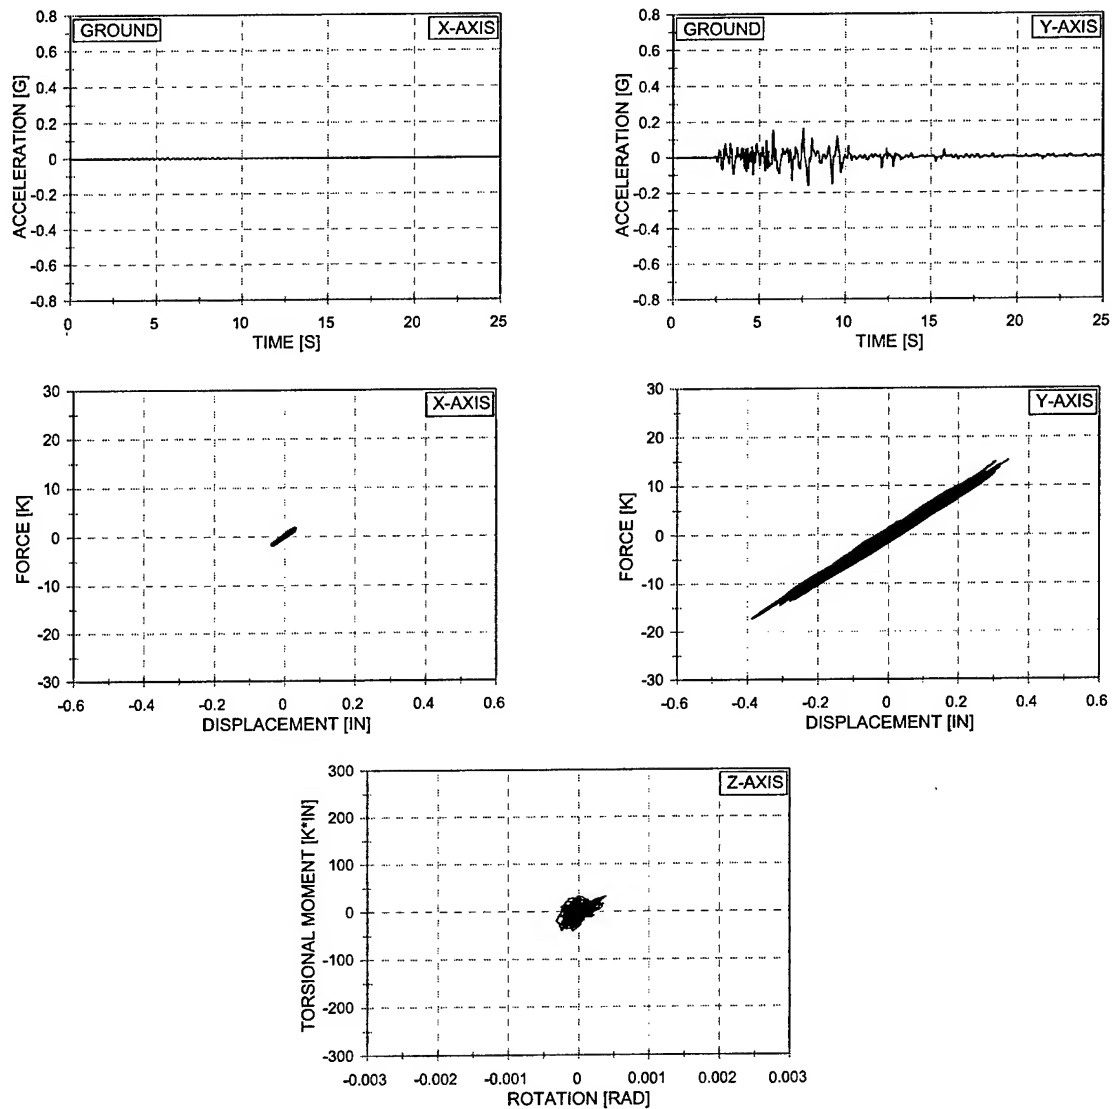 GROUND X-AXIS
ACCELERATION [G]
0.8
0.6
0.4
0.2
0
-0.2
-0.4
-0.6
-0.8
0 5 10 15 20 25
TIME [S]
GROUND Y-AXIS
ACCELERATION [G]
0.8
0.6
0.4
0.2
0
-0.2
-0.4
-0.6
-0.8
0 5 10 15 20 25
TIME [S]
X-AXIS
FORCE [K]
30
20
10
0
-10
-20
-30
-0.6 -0.4 -0.2 0 0.2 0.4 0.6
DISPLACEMENT [IN]
Y-AXIS
FORCE [K]
30
20
10
0
-10
-20
-30
-0.6 -0.4 -0.2 0 0.2 0.4 0.6
DISPLACEMENT [IN]
Z-AXIS
TORSIONAL MOMENT [K*IN]
300
200
100
0
-100
-200
-300
-0.003 -0.002 -0.001 0 0.001 0.002 0.003
ROTATION [RAD]